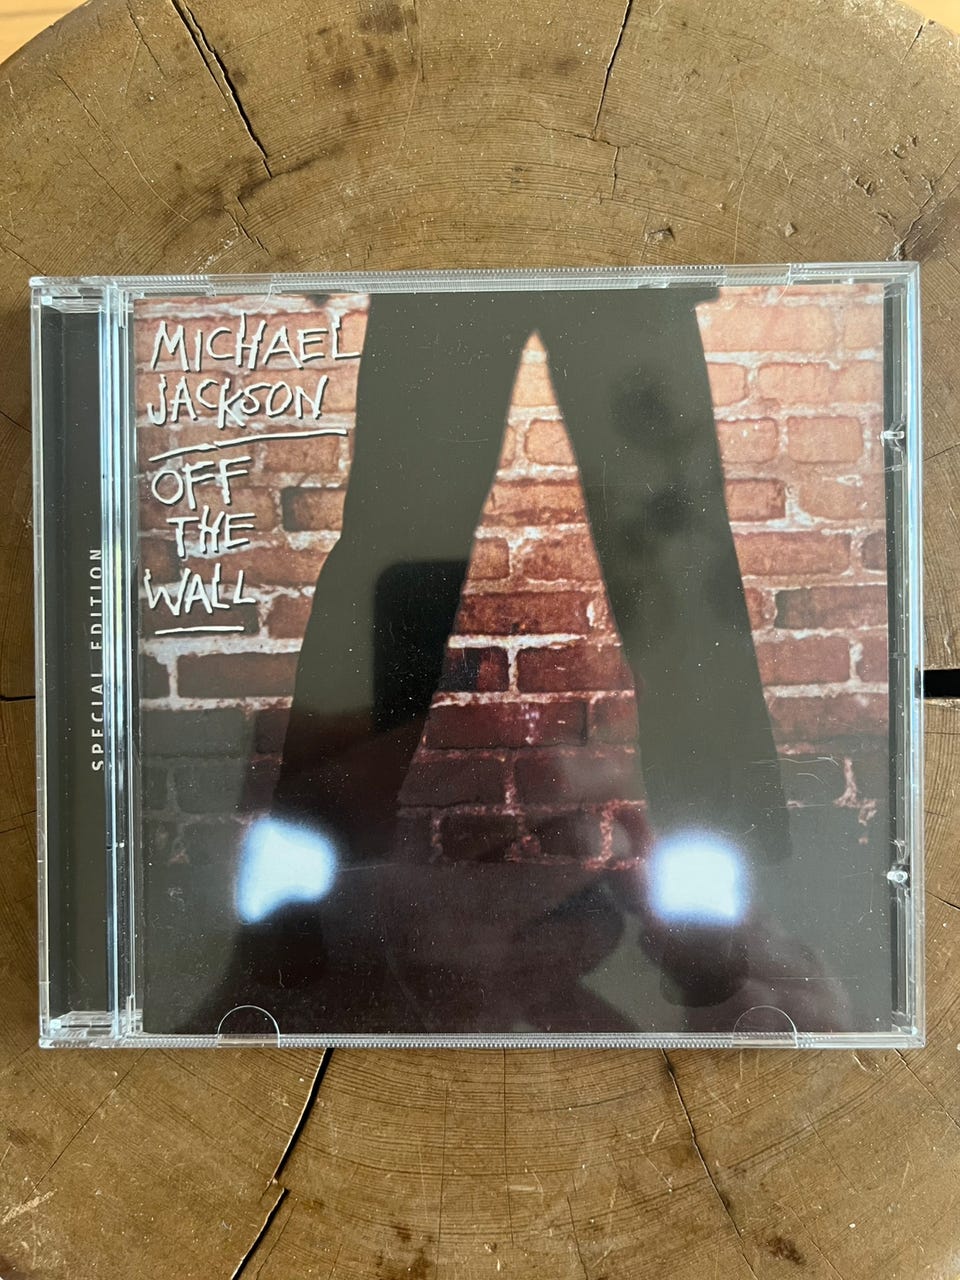 SPECIAL EDITION
MICHAEL
JACKSON
OFF
THE
WALL